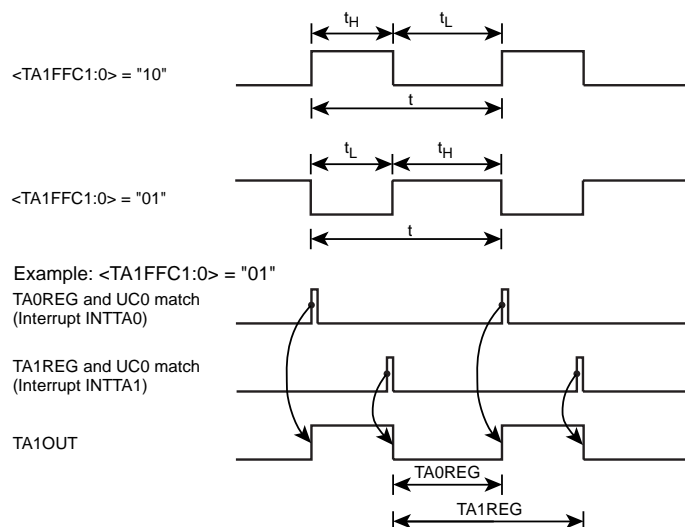 tH tL
<TA1FFC1:0> = "10"
t
tL tH
<TA1FFC1:0> = "01"
t
Example: <TA1FFC1:0> = "01"
TA0REG and UC0 match
(Interrupt INTTA0)
TA1REG and UC0 match
(Interrupt INTTA1)
TA1OUT
TA0REG
TA1REG